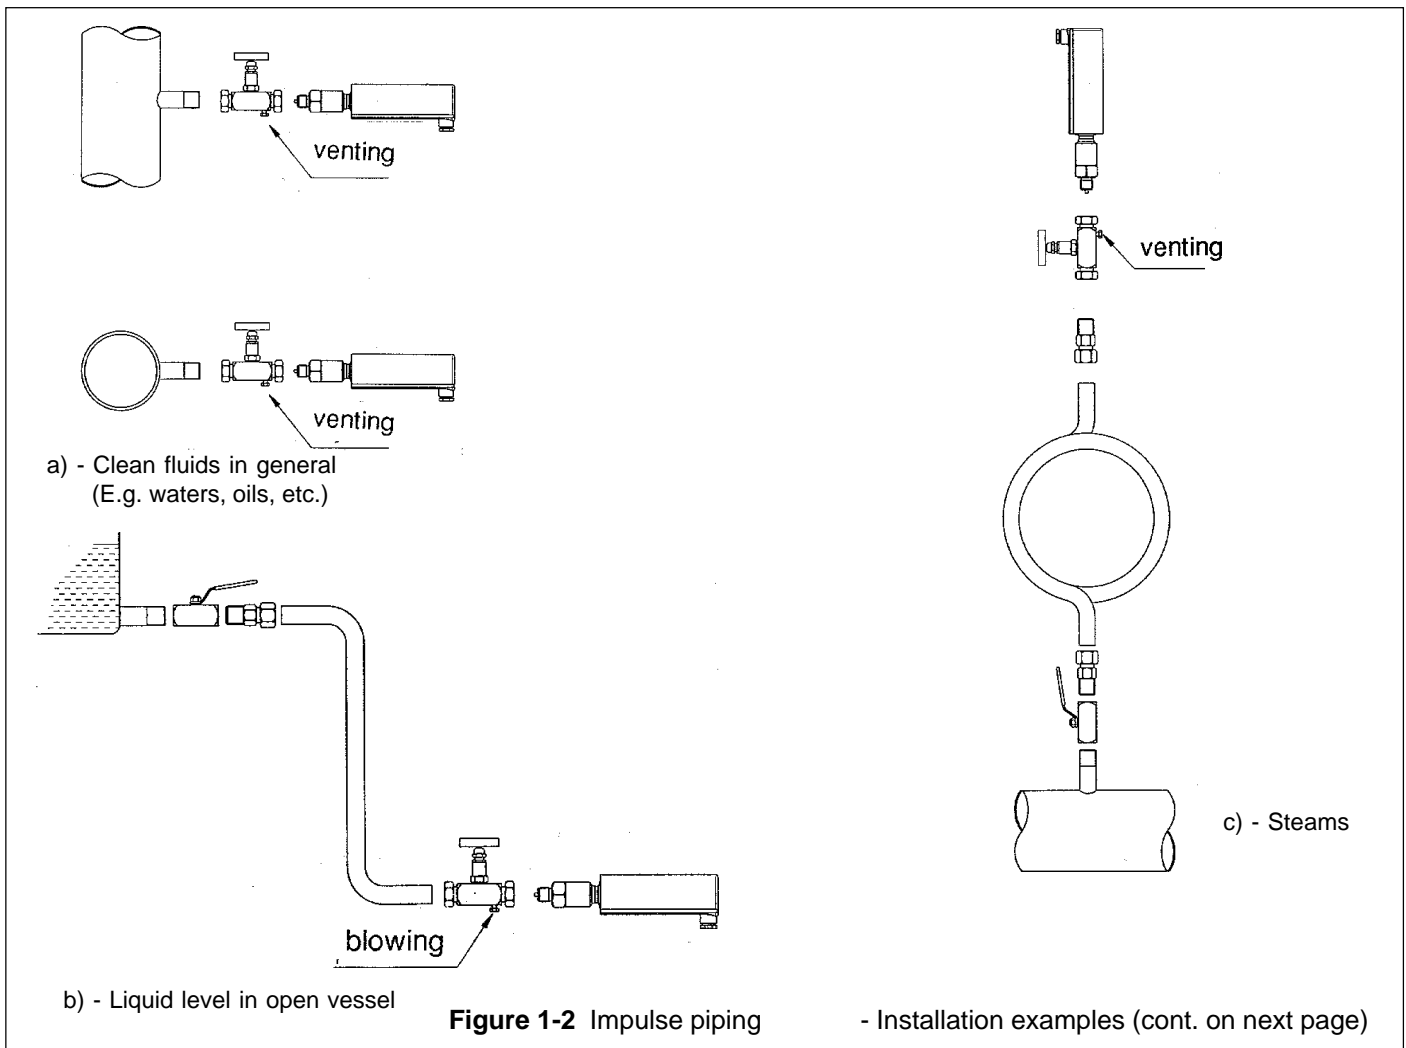 venting
venting
a) - Clean fluids in general
(E.g. waters, oils, etc.)
blowing
b) - Liquid level in open vessel
venting
c) - Steams
Figure 1-2 Impulse piping - Installation examples (cont. on next page)